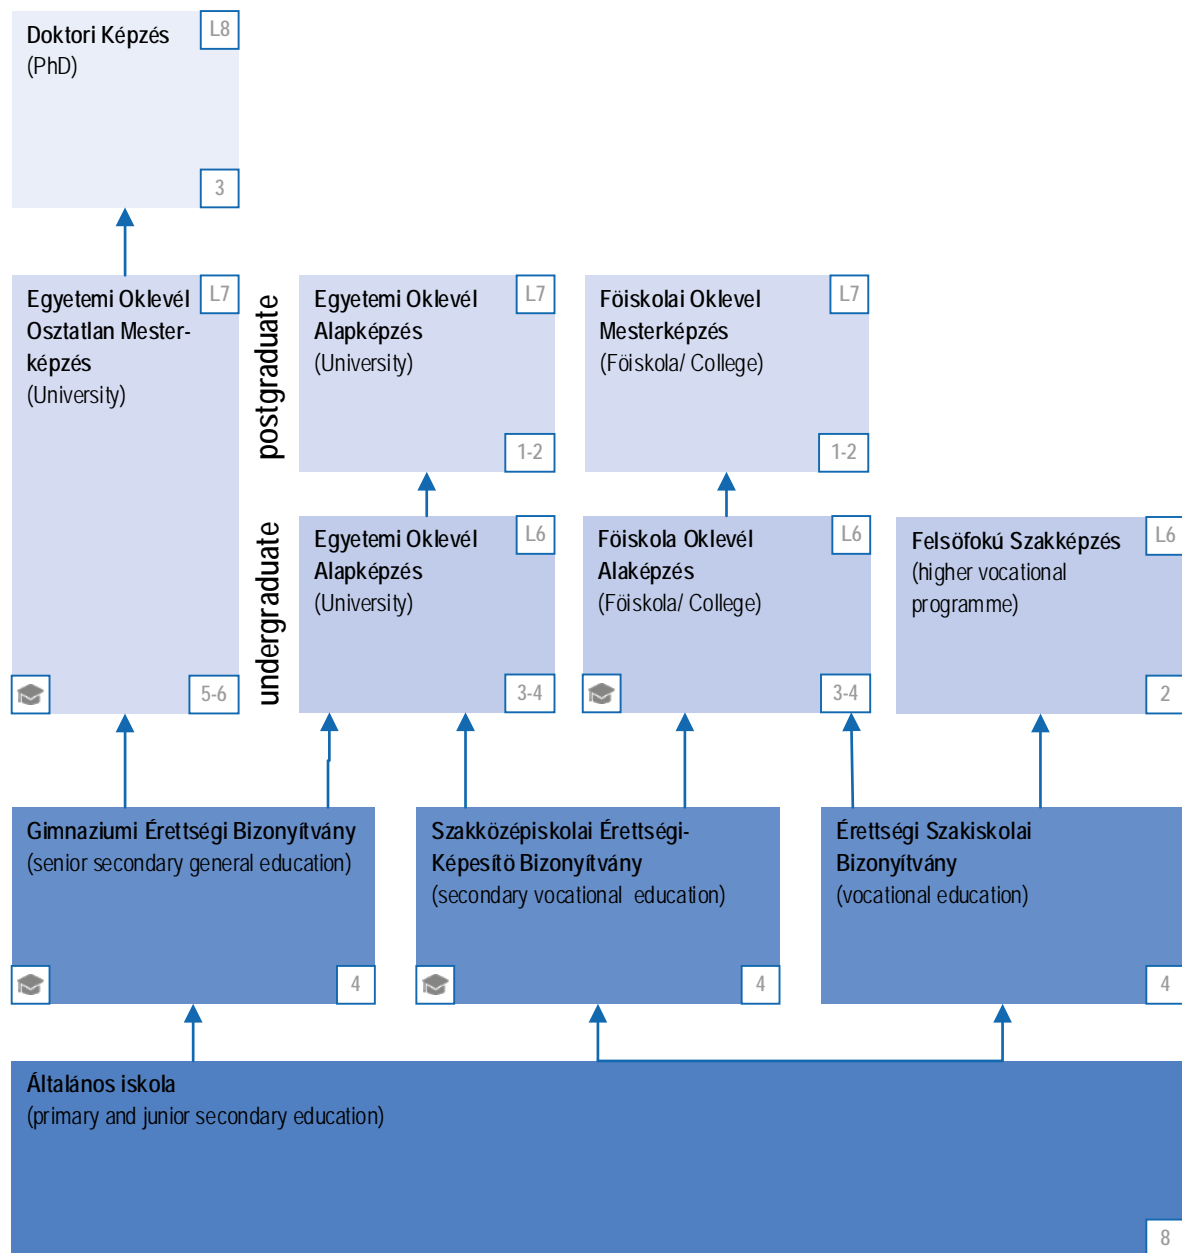 Doktori Képzés
(PhD)
L8
3
Egyetemi Oklevél
Osztatlan Mester-
képzés
(University)
L7
5-6
postgraduate
Egyetemi Oklevél
Alapképzés
(University)
L7
1-2
Föiskolai Oklevel
Mesterképzés
(Föiskola/ College)
L7
1-2
undergraduate
Egyetemi Oklevél
Alapképzés
(University)
L6
3-4
Föiskola Oklevél
Alaképzés
(Föiskola/ College)
L6
3-4
Felsöfokú Szakképzés
(higher vocational
programme)
L6
2
Gimnaziumi Érettségi Bizonyítvány
(senior secondary general education)
4
Szakközépiskolai Érettségi-
Képesítö Bizonyítvány
(secondary vocational education)
4
Érettségi Szakiskolai
Bizonyítvány
(vocational education)
4
Általános iskola
(primary and junior secondary education)
8